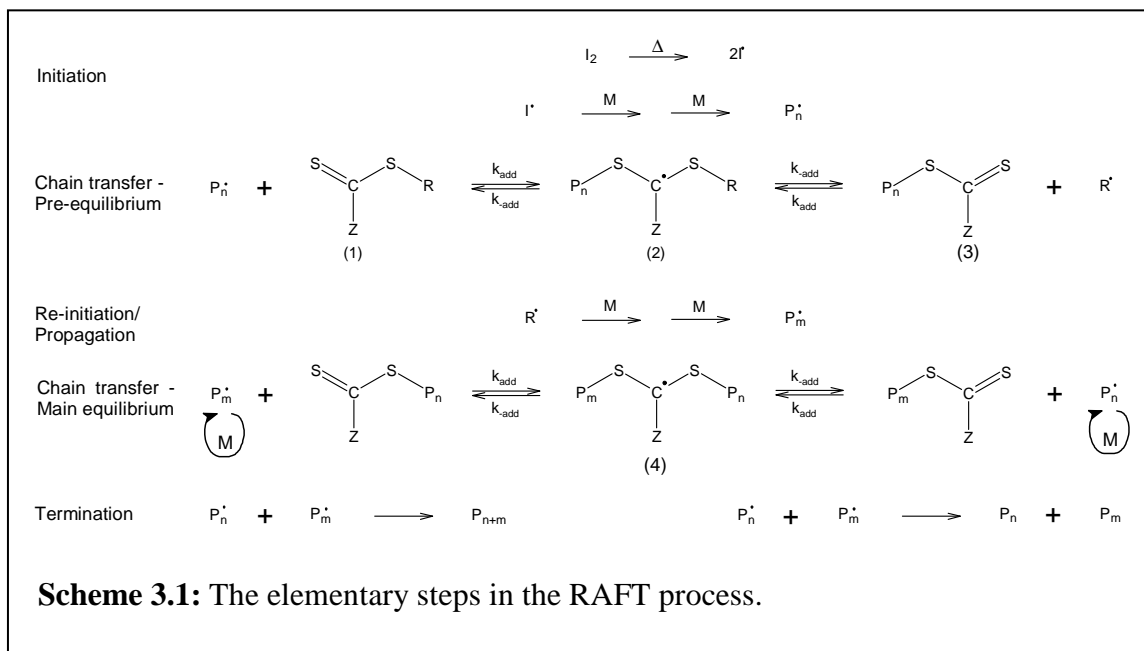 I2 Δ 2I•
Initiation
I• M M Pn•
Chain transfer - Pre-equilibrium
Pn• + S C S R Z (1) kadd k-add Pn S C• S R Z (2) k-add kadd Pn S C S Z (3) + R•
Re-initiation/ Propagation
R• M M Pm•
Chain transfer - Main equilibrium
Pm• M + S C S Pn Z kadd k-add Pm S C• S Pn Z (4) k-add kadd Pm S C S Z + Pn• M
Termination Pn• + Pm• Pn+m Pn• + Pm• Pn + Pm
Scheme 3.1: The elementary steps in the RAFT process.